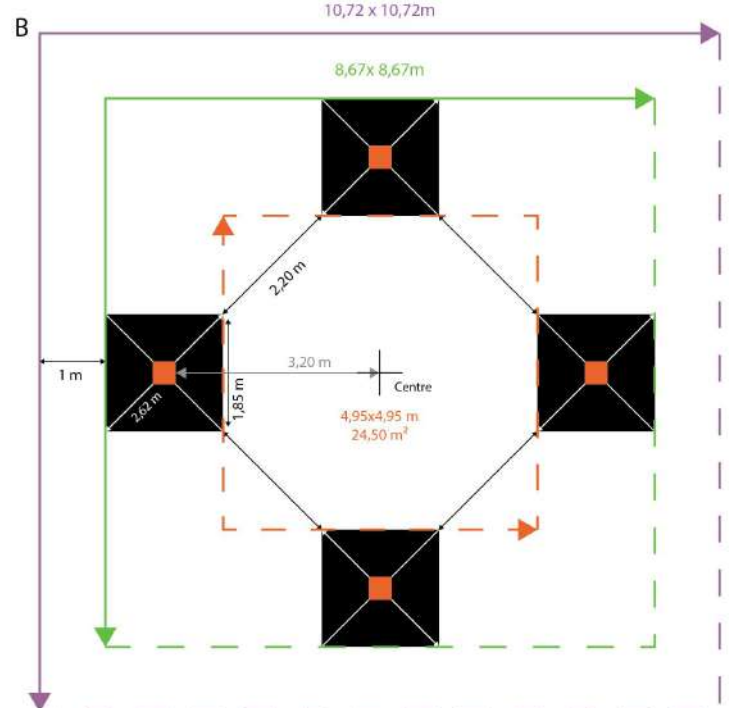 B
10,72 x 10,72m
8,67x 8,67m
2,20 m
3,20 m
1 m
2,62 m
1,85 m
Centre
4,95x4,95 m
24,50 m²